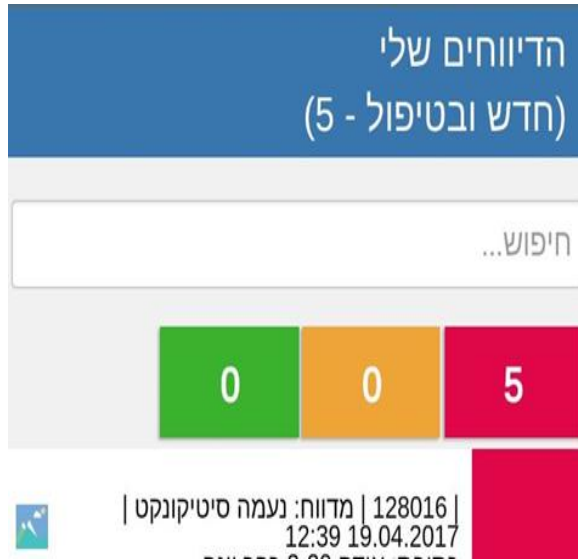 הדיווחים שלי
(חדש ובטיפול - 5)
חיפוש...
5 0 0
| 128016 | מדווח: נעמה סיטיקונקט |
12:39 19.04.2017